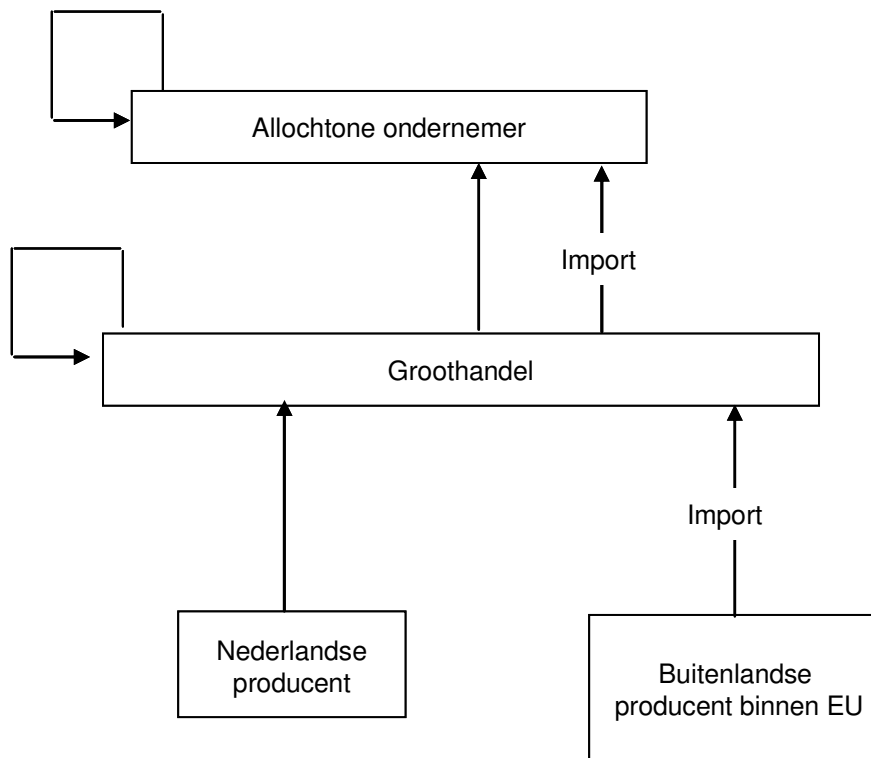 Allochtone ondernemer
Import
Groothandel
Import
Nederlandse
producent
Buitenlandse
producent binnen EU